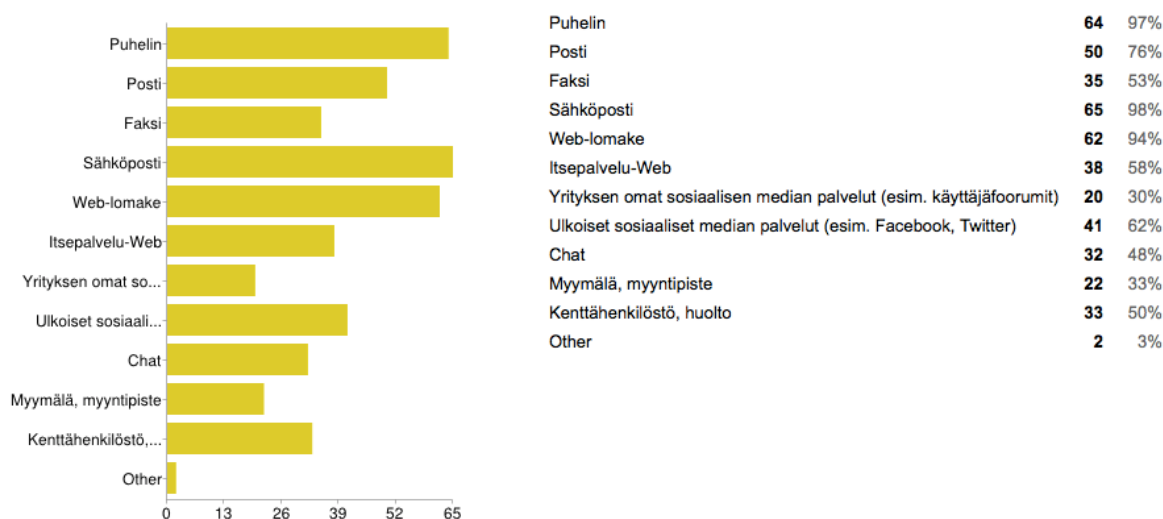 Puhelin
Posti
Faksi
Sähköposti
Web-lomake
Itsepalvelu-Web
Yrityksen omat so...
Ulkoiset sosiaali...
Chat
Myymälä, myyntipiste
Kenttähenkilöstö,...
Other
0 13 26 39 52 65
Puhelin 64 97%
Posti 50 76%
Faksi 35 53%
Sähköposti 65 98%
Web-lomake 62 94%
Itsepalvelu-Web 38 58%
Yrityksen omat sosiaalisen median palvelut (esim. käyttäjäfoorumit) 20 30%
Ulkoiset sosiaaliset median palvelut (esim. Facebook, Twitter) 41 62%
Chat 32 48%
Myymälä, myyntipiste 22 33%
Kenttähenkilöstö, huolto 33 50%
Other 2 3%